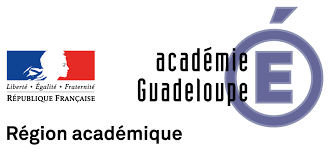 Liberté • Égalité • Fraternité
RÉPUBLIQUE FRANÇAISE
académie
Guadeloupe
É
Région académique